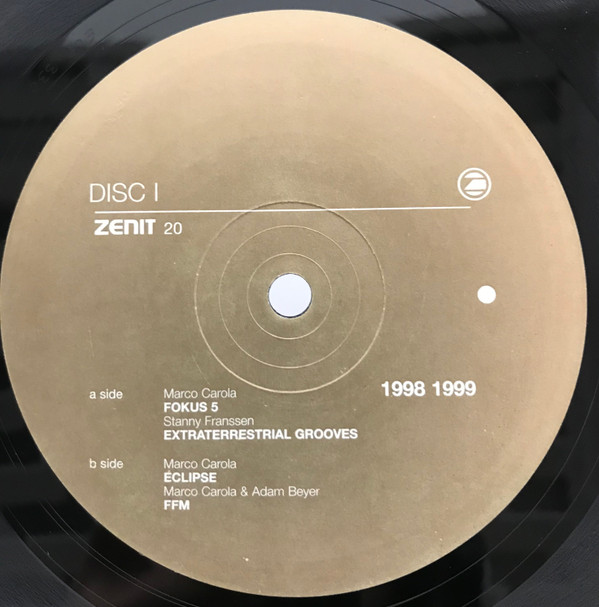 DISC I
ZENIT 20
1998 1999
a side
Marco Carola
FOKUS 5
Stanny Franssen
EXTRATERRESTRIAL GROOVES
b side
Marco Carola
ÉCLIPSE
Marco Carola & Adam Beyer
FFM